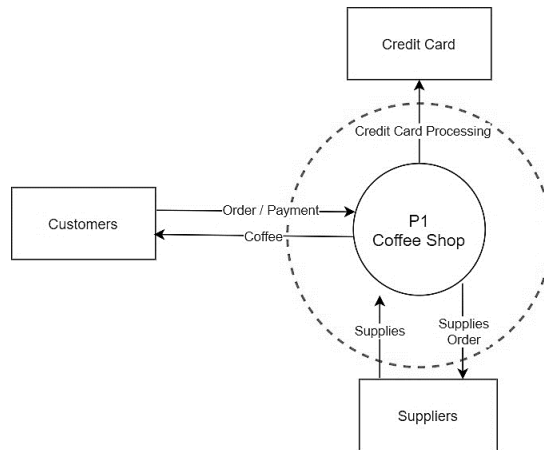 Credit Card
Credit Card Processing
Customers
Order / Payment
Coffee
P1
Coffee Shop
Supplies
Supplies
Order
Suppliers